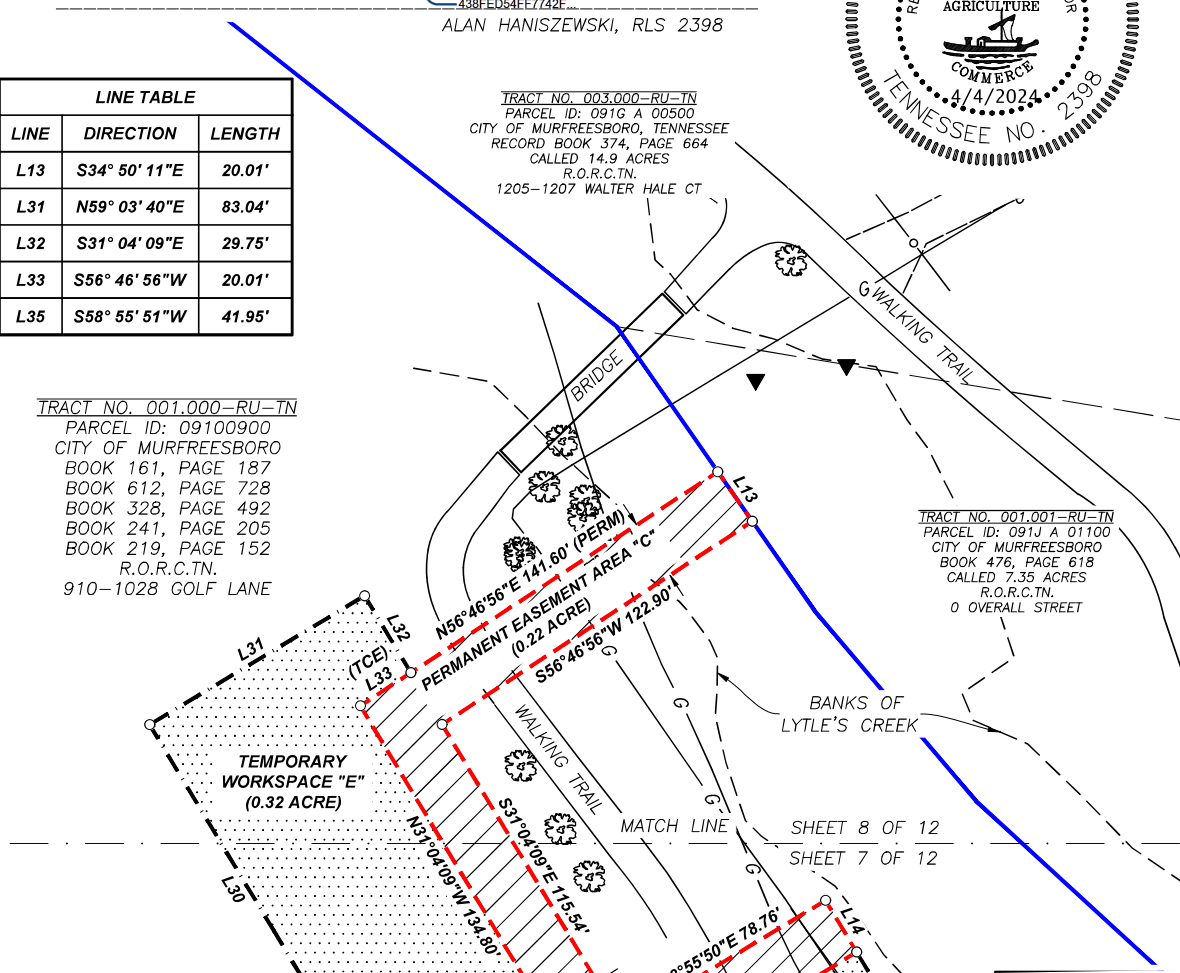 438FED54FF7742F...
ALAN HANISZEWSKI, RLS 2398
AGRICULTURE
COMMERCE
4/4/2024
TENNESSEE NO. 2398
LINE TABLE
LINE DIRECTION LENGTH
L13 S34° 50' 11"E 20.01'
L31 N59° 03' 40"E 83.04'
L32 S31° 04' 09"E 29.75'
L33 S56° 46' 56"W 20.01'
L35 S58° 55' 51"W 41.95'
TRACT NO. 003.000-RU-TN
PARCEL ID: 091G A 00500
CITY OF MURFREESBORO, TENNESSEE
RECORD BOOK 374, PAGE 664
CALLED 14.9 ACRES
R.O.R.C.TN.
1205-1207 WALTER HALE CT
G
WALKING TRAIL
BRIDGE
TRACT NO. 001.000-RU-TN
PARCEL ID: 09100900
CITY OF MURFREESBORO
BOOK 161, PAGE 187
BOOK 612, PAGE 728
BOOK 328, PAGE 492
BOOK 241, PAGE 205
BOOK 219, PAGE 152
R.O.R.C.TN.
910-1028 GOLF LANE
L13
TRACT NO. 001.001-RU-TN
PARCEL ID: 091J A 01100
CITY OF MURFREESBORO
BOOK 476, PAGE 618
CALLED 7.35 ACRES
R.O.R.C.TN.
0 OVERALL STREET
N56°46'56"E 141.60' (PERM)
PERMANENT EASEMENT AREA "C"
(0.22 ACRE)
S56°46'56"W 122.90'
L31
L32
(TCE)
L33
G
G
BANKS OF
LYTLE'S CREEK
WALKING TRAIL
TEMPORARY
WORKSPACE "E"
(0.32 ACRE)
S31°04'09"E 115.54'
N31°04'09"W 134.80'
G
MATCH LINE
SHEET 8 OF 12
SHEET 7 OF 12
G
L30
L14
°55'50"E 78.76'